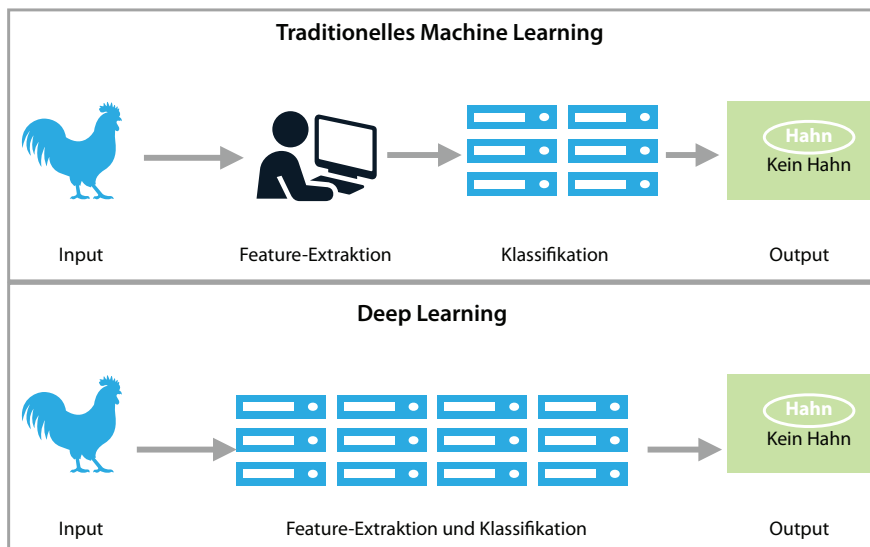 Traditionelles Machine Learning
Hahn
Kein Hahn
Input
Feature-Extraktion
Klassifikation
Output
Deep Learning
Hahn
Kein Hahn
Input
Feature-Extraktion und Klassifikation
Output